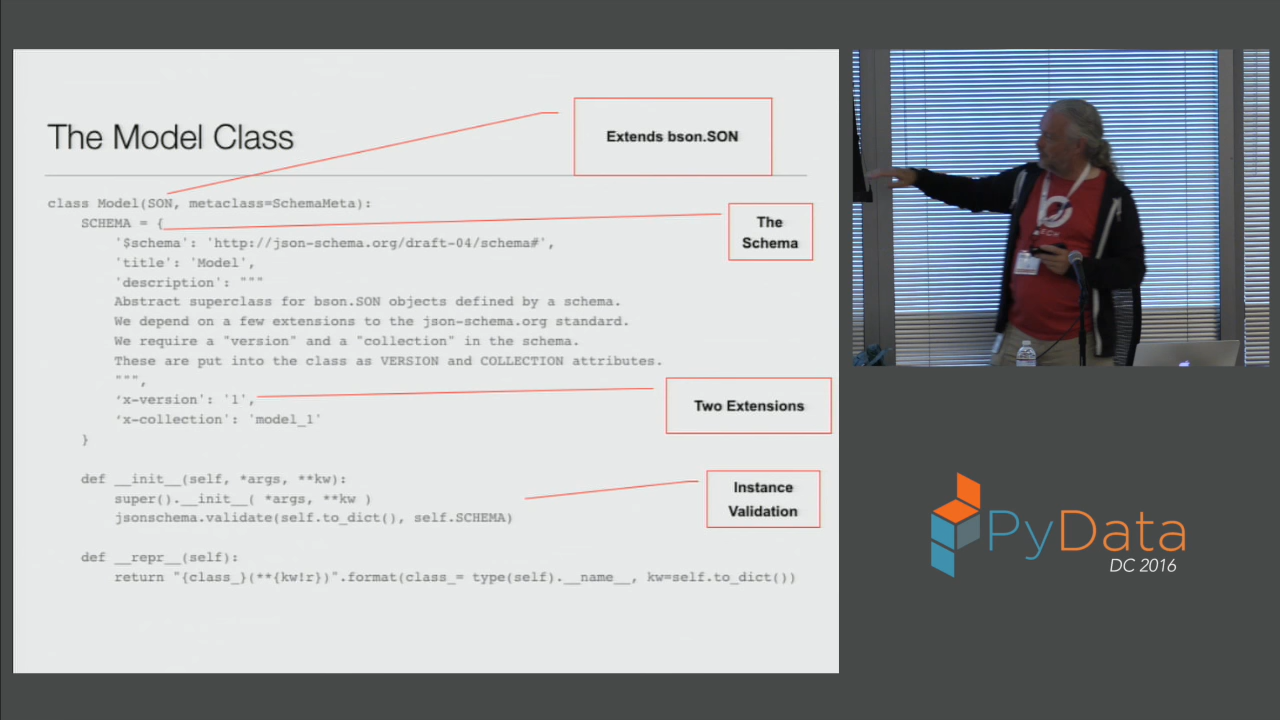 The Model Class
Extends bson.SON
class Model(SON, metaclass=SchemaMeta):
    SCHEMA = {
        '$schema': 'http://json-schema.org/draft-04/schema#',
        'title': 'Model',
        'description': """
        Abstract superclass for bson.SON objects defined by a schema.
        We depend on a few extensions to the json-schema.org standard.
        We require a "version" and a "collection" in the schema.
        These are put into the class as VERSION and COLLECTION attributes.
        """,
        ‘x-version': '1',
        ‘x-collection': 'model_1'
    }
The
Schema
Two Extensions
    def __init__(self, *args, **kw):
        super().__init__( *args, **kw )
        jsonschema.validate(self.to_dict(), self.SCHEMA)
Instance
Validation
    def __repr__(self):
        return "{class_}(**{kw!r})".format(class_= type(self).__name__, kw=self.to_dict())
PyData
DC 2016